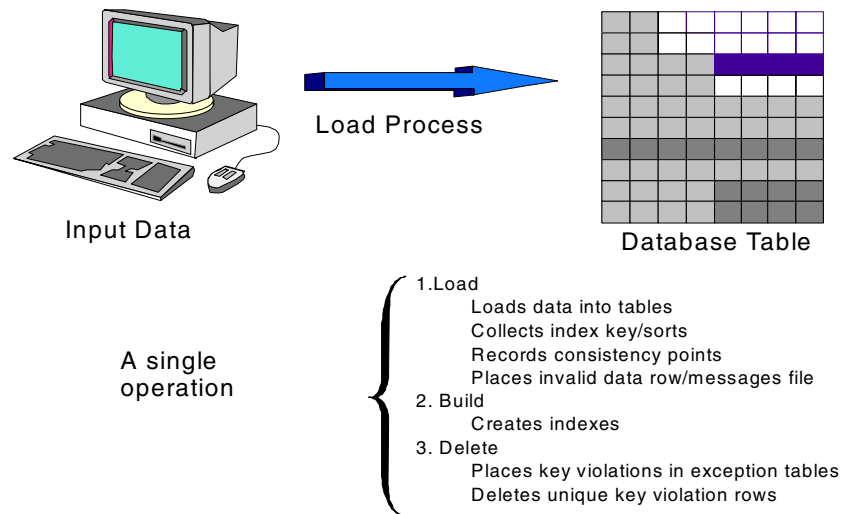 Load Process
Input Data
Database Table
A single
operation
1.Load
Loads data into tables
Collects index key/sorts
Records consistency points
Places invalid data row/messages file
2. Build
Creates indexes
3. Delete
Places key violations in exception tables
Deletes unique key violation rows